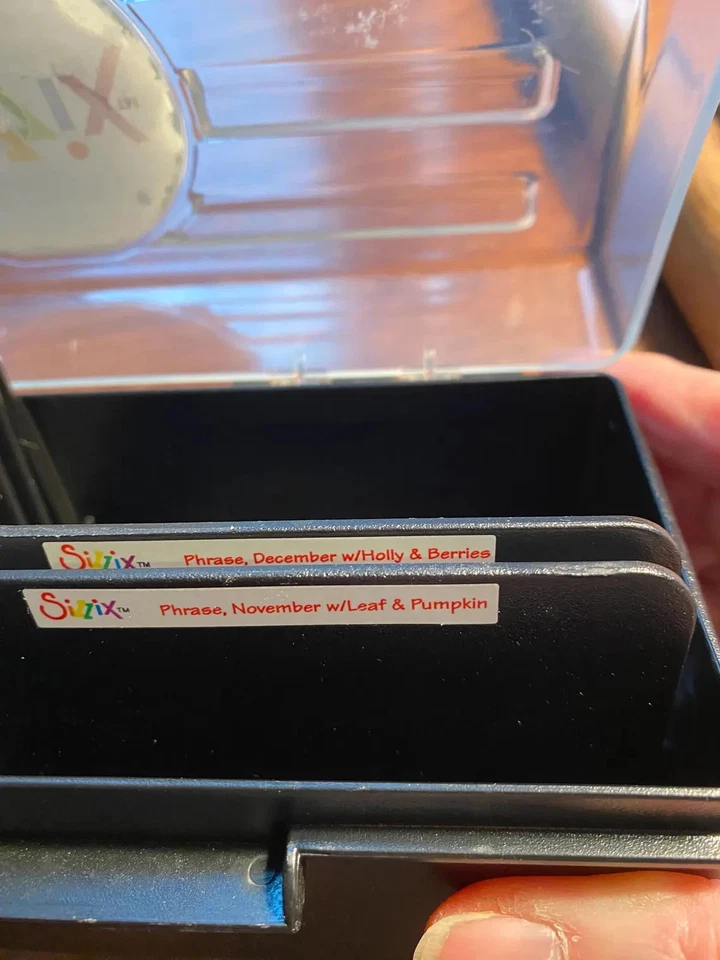 Sizzix™ Phrase, December w/Holly & Berries
Sizzix™ Phrase, November w/Leaf & Pumpkin